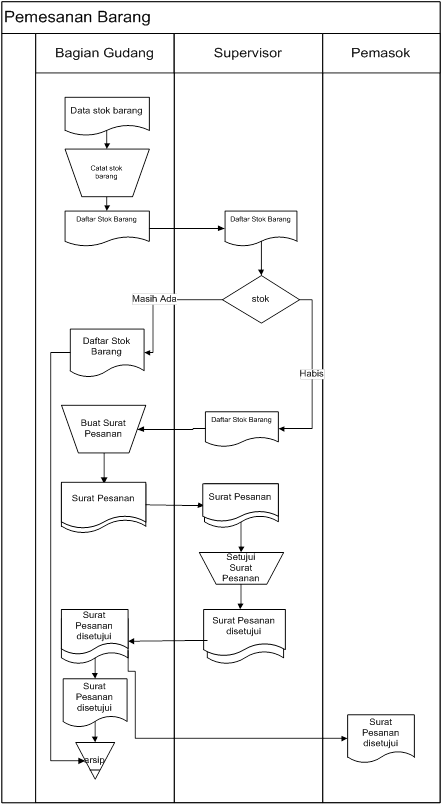 Pemesanan Barang
Bagian Gudang
Supervisor
Pemasok
Data stok barang
Catat stok
barang
Daftar Stok Barang
Daftar Stok Barang
stok
Masih Ada
Daftar Stok
Barang
Habis
Daftar Stok Barang
Buat Surat
Pesanan
Surat Pesanan
Surat Pesanan
Setujui
Surat
Pesanan
Surat Pesanan
disetujui
Surat
Pesanan
disetujui
Surat
Pesanan
disetujui
Surat
Pesanan
disetujui
arsip